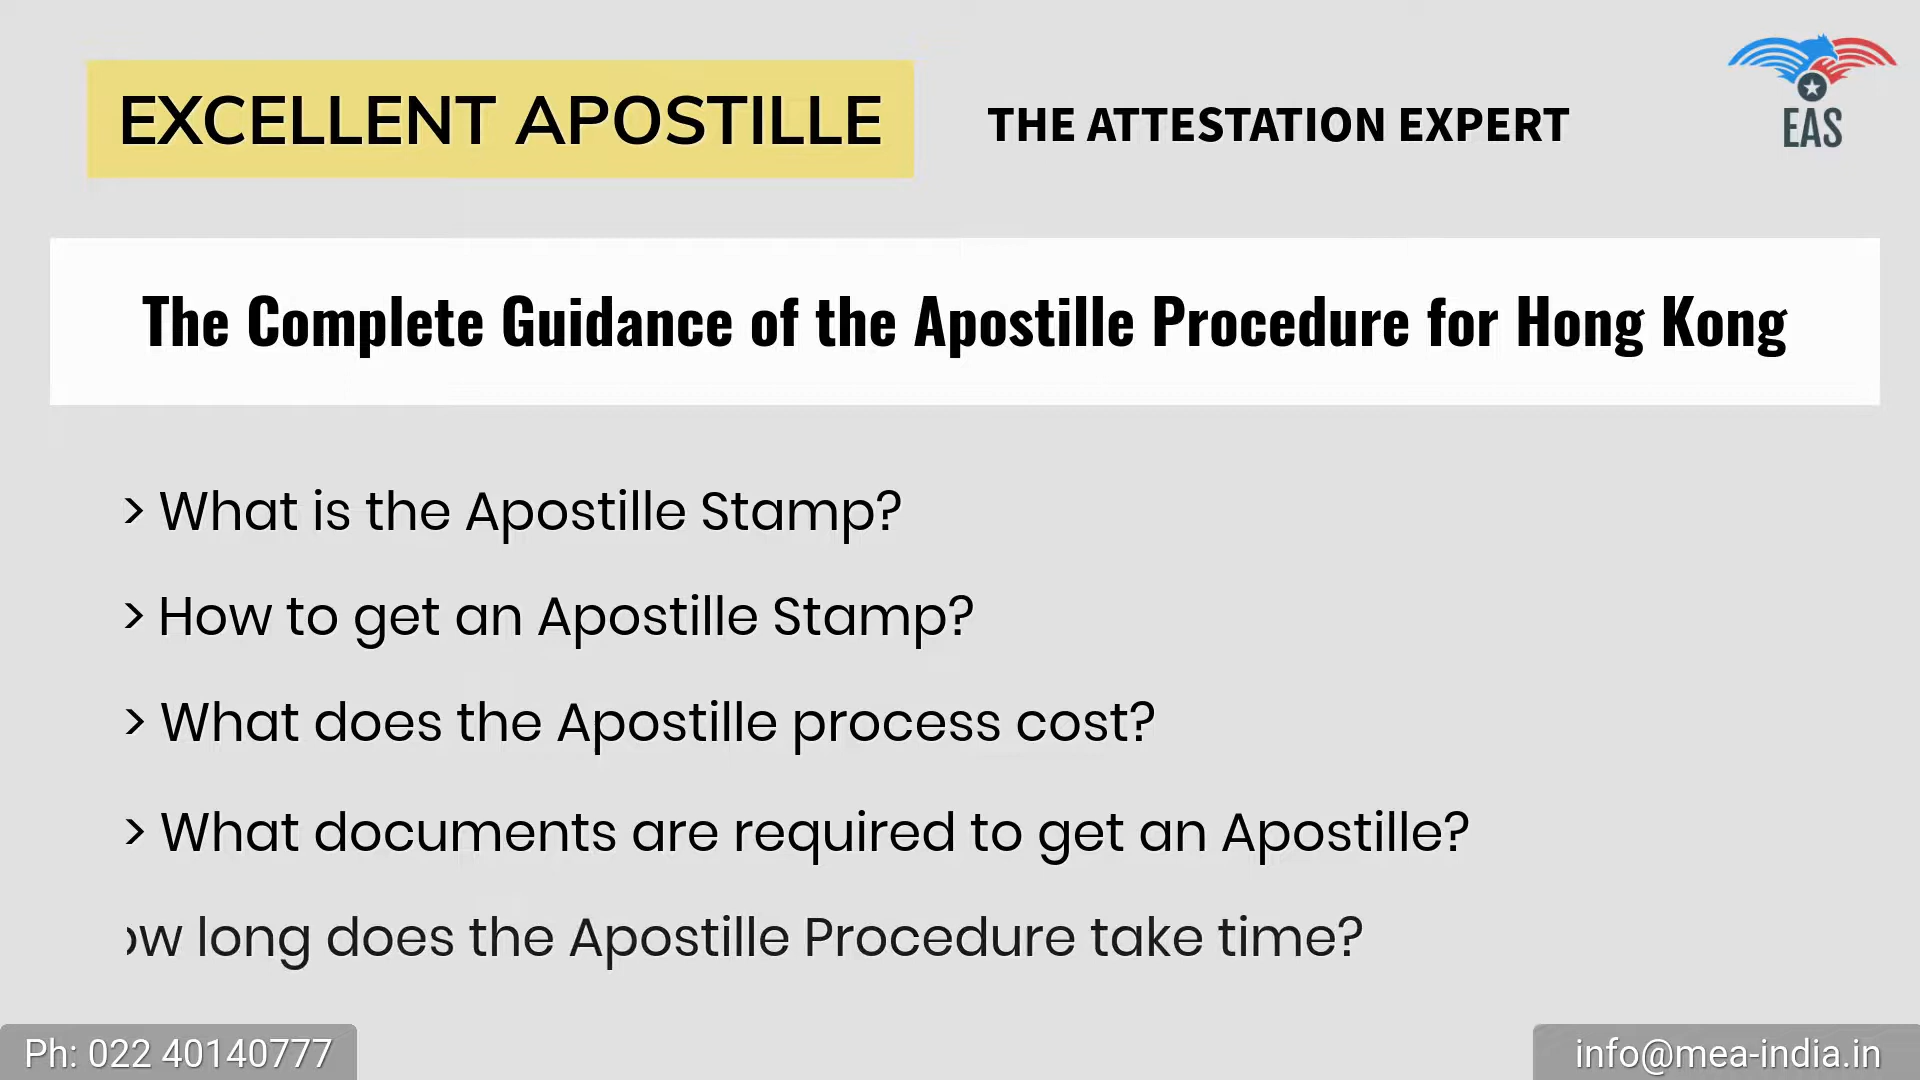 EXCELLENT APOSTILLE
THE ATTESTATION EXPERT
EAS
The Complete Guidance of the Apostille Procedure for Hong Kong
> What is the Apostille Stamp?
> How to get an Apostille Stamp?
> What does the Apostille process cost?
> What documents are required to get an Apostille?
ow long does the Apostille Procedure take time?
Ph: 022 40140777
info@mea-india.in